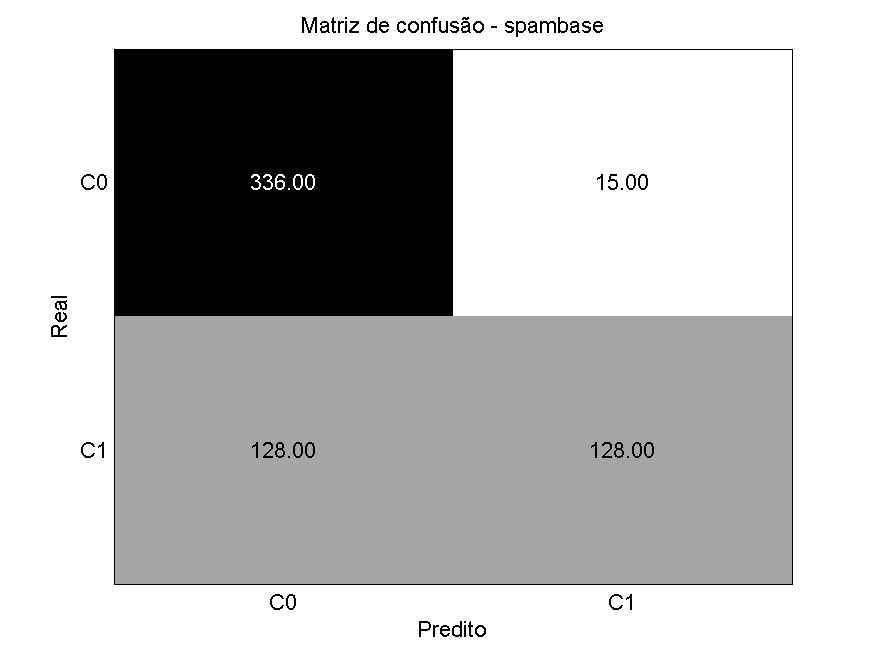 Matriz de confusão - spambase
C0
336.00
15.00
Real
C1
128.00
128.00
C0
C1
Predito